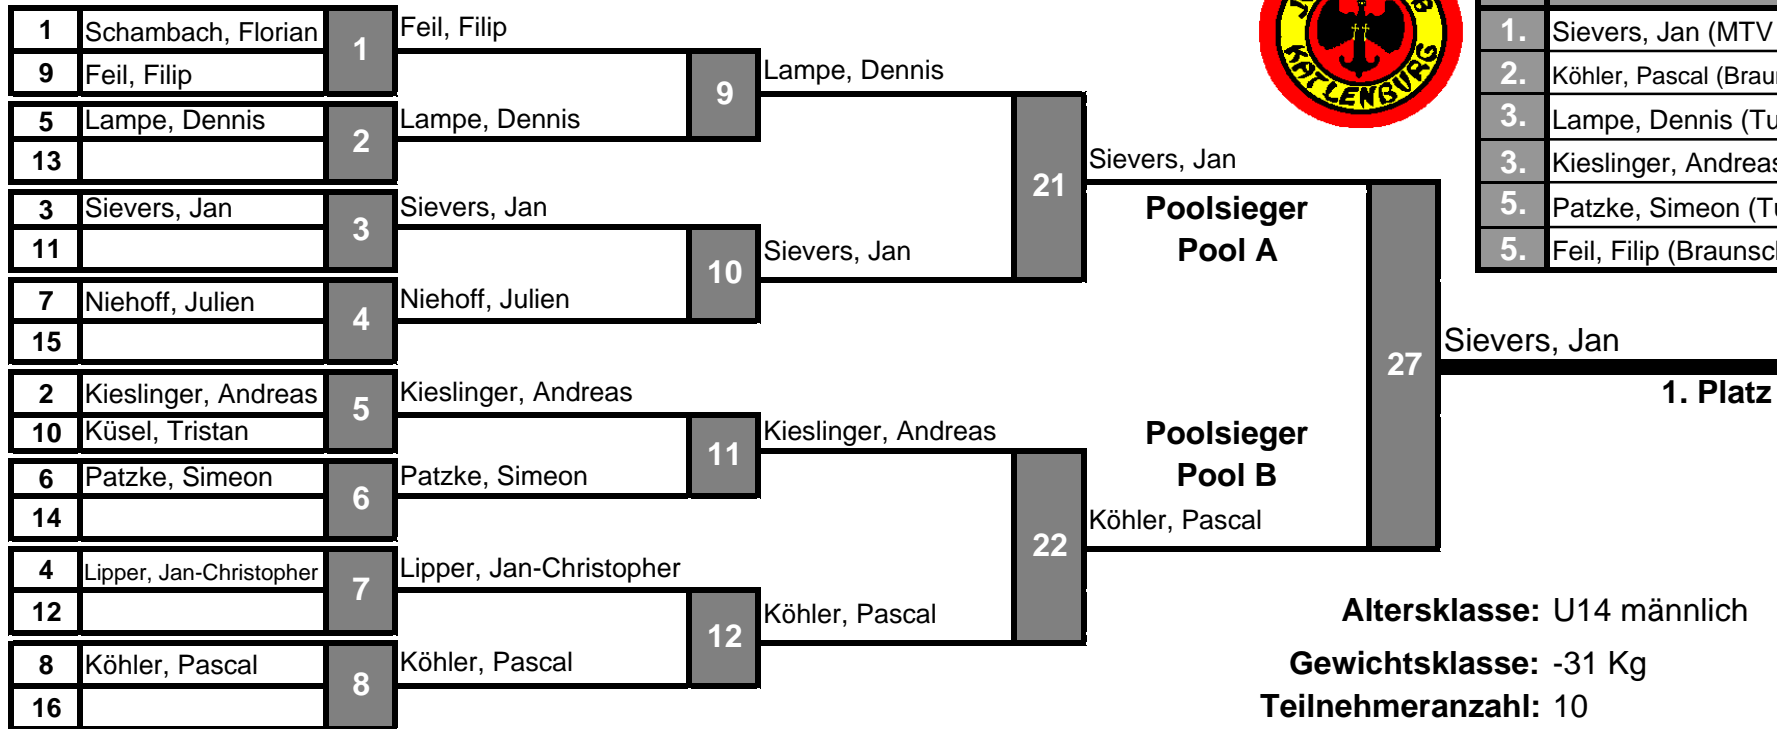 1 Schambach, Florian
9 Feil, Filip
1
Feil, Filip
5 Lampe, Dennis
13
2
Lampe, Dennis
9
Lampe, Dennis
3 Sievers, Jan
11
3
Sievers, Jan
7 Niehoff, Julien
15
4
Niehoff, Julien
10
Sievers, Jan
21
Sievers, Jan
Poolsieger
Pool A
2 Kieslinger, Andreas
10 Küsel, Tristan
5
Kieslinger, Andreas
6 Patzke, Simeon
14
6
Patzke, Simeon
11
Kieslinger, Andreas
4 Lipper, Jan-Christopher
12
7
Lipper, Jan-Christopher
8 Köhler, Pascal
16
8
Köhler, Pascal
12
Köhler, Pascal
22
Poolsieger
Pool B
Köhler, Pascal
27
Sievers, Jan
1. Platz
KATLENBURG
1. Sievers, Jan (MTV
2. Köhler, Pascal (Brau
3. Lampe, Dennis (Tu
3. Kieslinger, Andreas
5. Patzke, Simeon (Tu
5. Feil, Filip (Braunsc
Altersklasse: U14 männlich
Gewichtsklasse: -31 Kg
Teilnehmeranzahl: 10